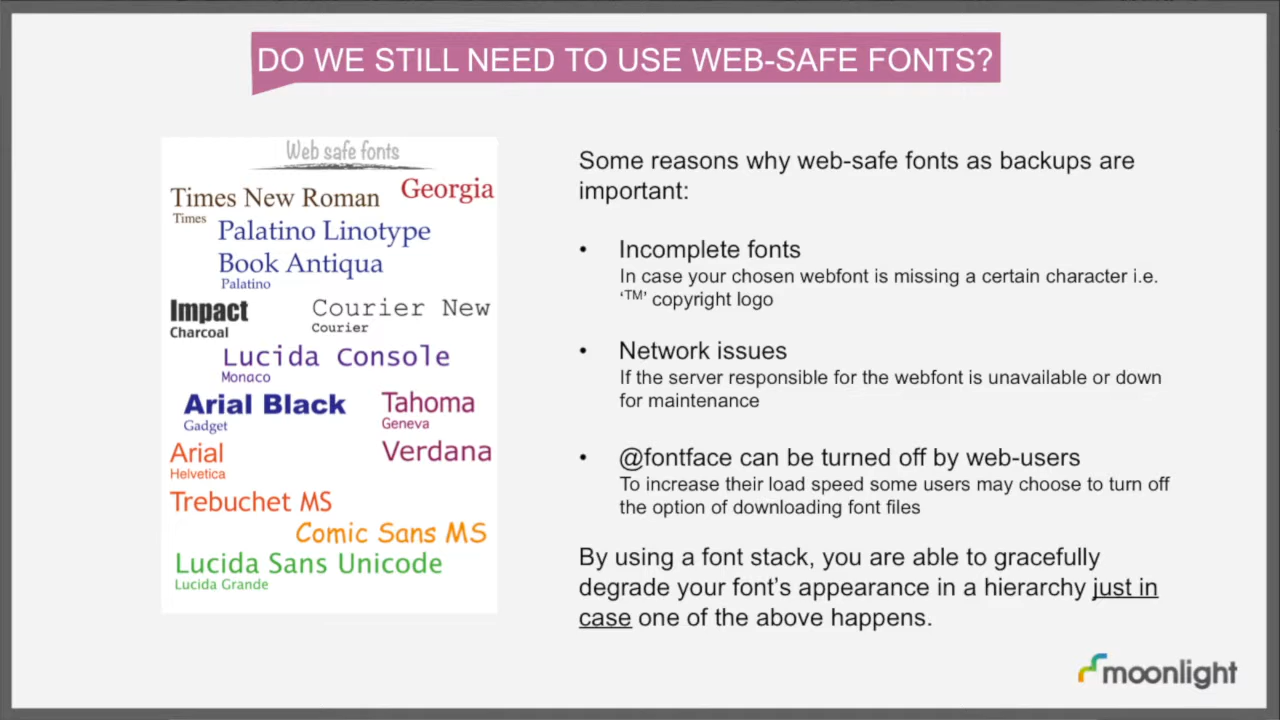 DO WE STILL NEED TO USE WEB-SAFE FONTS?
Web safe fonts
Times New Roman
Georgia
Times
Palatino Linotype
Book Antiqua
Palatino
Impact
Courier New
Charcoal
Courier
Lucida Console
Monaco
Arial Black
Tahoma
Gadget
Geneva
Arial
Verdana
Helvetica
Trebuchet MS
Comic Sans MS
Lucida Sans Unicode
Lucida Grande
Some reasons why web-safe fonts as backups are
important:
• Incomplete fonts
In case your chosen webfont is missing a certain character i.e.
‘™’ copyright logo
• Network issues
If the server responsible for the webfont is unavailable or down
for maintenance
• @fontface can be turned off by web-users
To increase their load speed some users may choose to turn off
the option of downloading font files
By using a font stack, you are able to gracefully
degrade your font’s appearance in a hierarchy just in
case one of the above happens.
moonlight